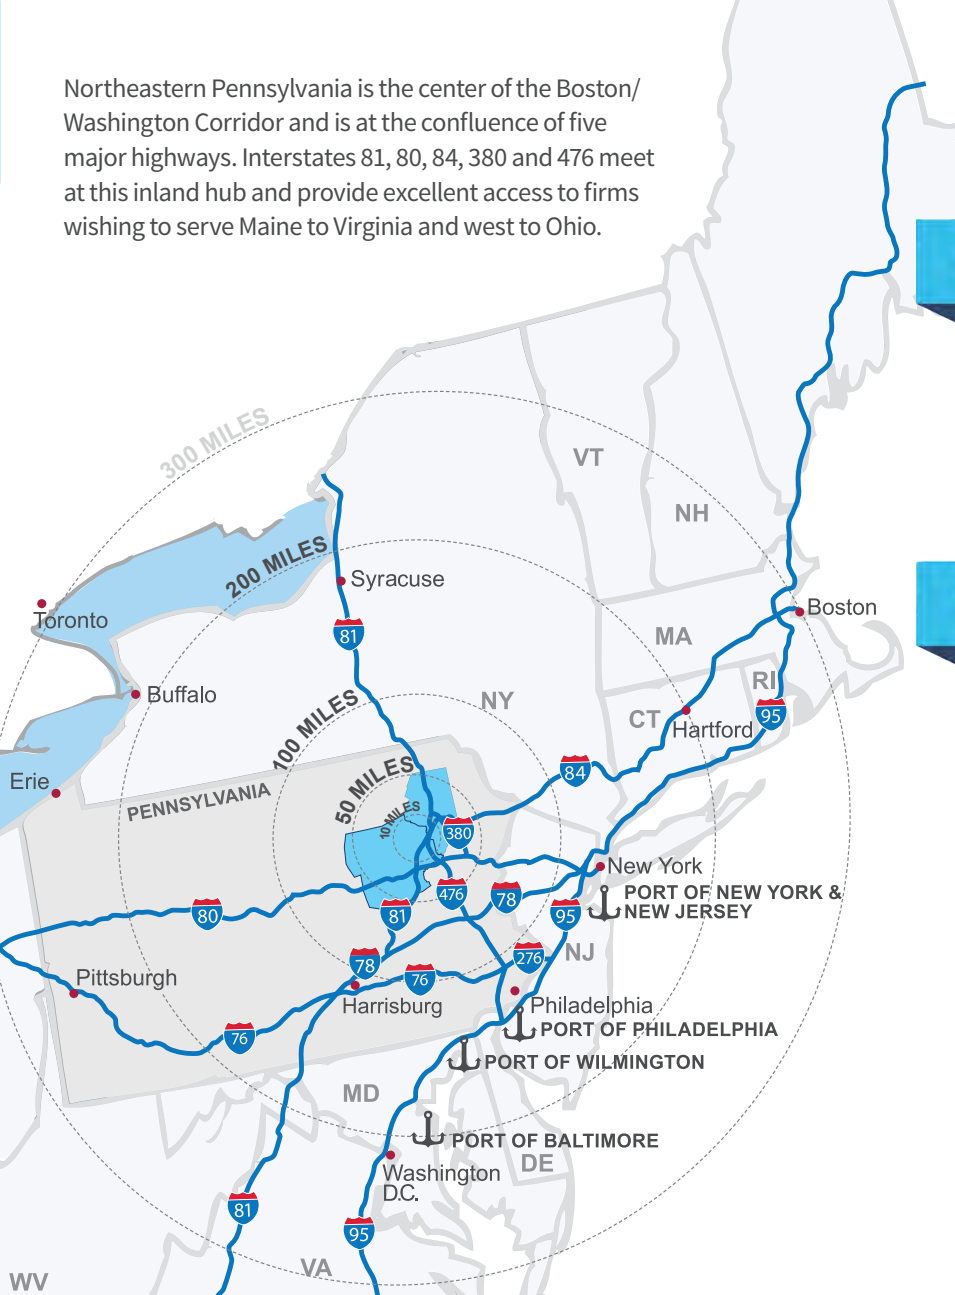 Northeastern Pennsylvania is the center of the Boston/
Washington Corridor and is at the confluence of five
major highways. Interstates 81, 80, 84, 380 and 476 meet
at this inland hub and provide excellent access to firms
wishing to serve Maine to Virginia and west to Ohio.
300 MILES
VT
NH
200 MILES
Syracuse
Toronto
Boston
81
MA
Buffalo
NY
RI
100 MILES
CT
95
Hartford
50 MILES
84
Erie
PENNSYLVANIA
10 MILES
380
New York
476
78
PORT OF NEW YORK &
NEW JERSEY
80
81
95
NJ
276
78
76
Pittsburgh
Harrisburg
Philadelphia
PORT OF PHILADELPHIA
76
PORT OF WILMINGTON
MD
PORT OF BALTIMORE
DE
Washington
D.C.
81
95
VA
WV